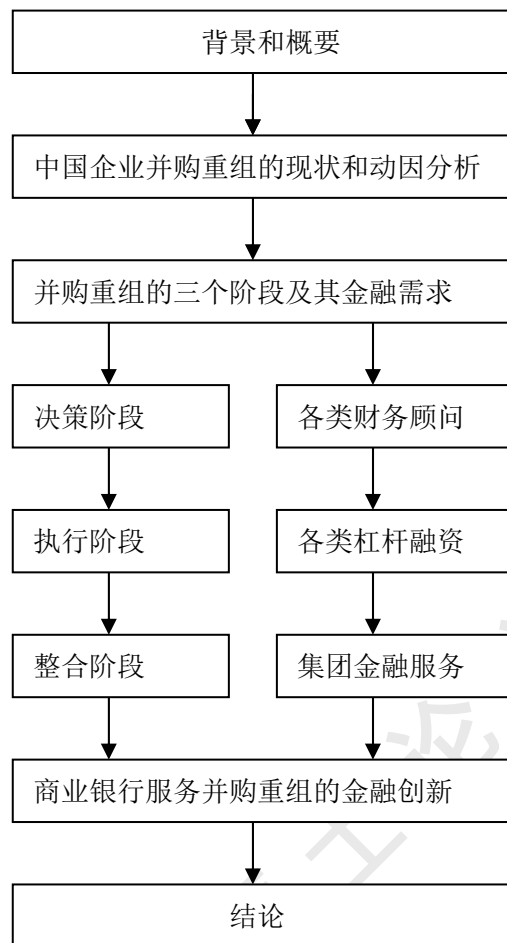 背景和概要
中国企业并购重组的现状和动因分析
并购重组的三个阶段及其金融需求
决策阶段
各类财务顾问
执行阶段
各类杠杆融资
整合阶段
集团金融服务
商业银行服务并购重组的金融创新
结论